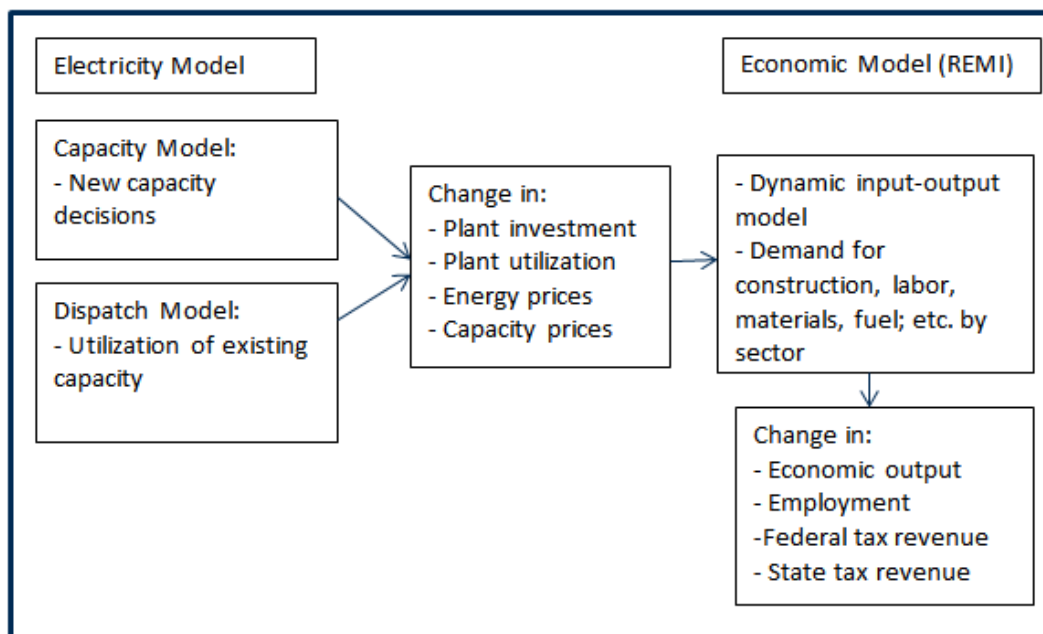 Electricity Model
Economic Model (REMI)
Capacity Model:
- New capacity
decisions
Dispatch Model:
- Utilization of existing
capacity
Change in:
- Plant investment
- Plant utilization
- Energy prices
- Capacity prices
- Dynamic input-output
model
- Demand for
construction, labor,
materials, fuel; etc. by
sector
Change in:
- Economic output
- Employment
-Federal tax revenue
- State tax revenue